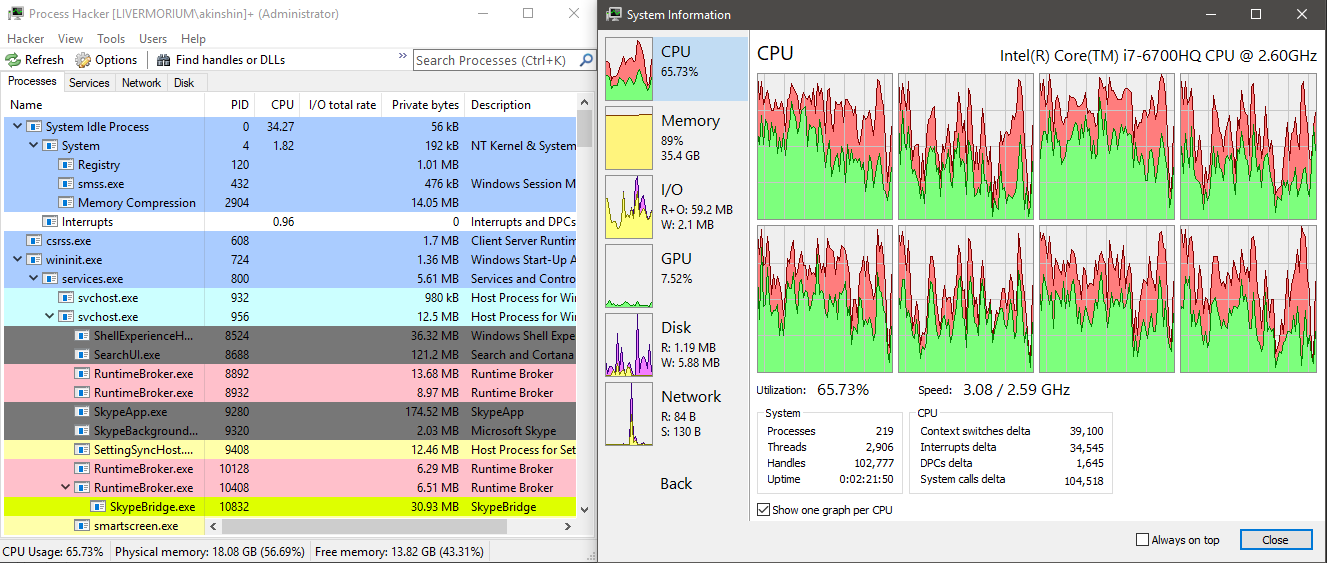 Process Hacker [LIVERMORIUM\akinshin]+ (Administrator)
Hacker View Tools Users Help
Refresh Options Find handles or DLLs » Search Processes (Ctrl+K)
Processes Services Network Disk
Name PID CPU I/O total rate Private bytes Description
System Idle Process 0 34.27 56 kB
System 4 1.82 192 kB NT Kernel & System
Registry 120 1.01 MB
smss.exe 432 476 kB Windows Session M
Memory Compression 2904 14.05 MB
Interrupts 0.96 0 Interrupts and DPCs
csrss.exe 608 1.7 MB Client Server Runtim
wininit.exe 724 1.36 MB Windows Start-Up A
services.exe 800 5.61 MB Services and Contro
svchost.exe 932 980 kB Host Process for Win
svchost.exe 956 12.5 MB Host Process for Win
ShellExperienceH... 8524 36.32 MB Windows Shell Expe
SearchUI.exe 8688 121.2 MB Search and Cortana
RuntimeBroker.exe 8892 13.68 MB Runtime Broker
RuntimeBroker.exe 8932 8.97 MB Runtime Broker
SkypeApp.exe 9280 174.52 MB SkypeApp
SkypeBackground... 9320 2.03 MB Microsoft Skype
SettingSyncHost.... 9408 12.46 MB Host Process for Set
RuntimeBroker.exe 10128 6.29 MB Runtime Broker
RuntimeBroker.exe 10408 6.51 MB Runtime Broker
SkypeBridge.exe 10832 30.93 MB SkypeBridge
smartscreen.exe
CPU Usage: 65.73% Physical memory: 18.08 GB (56.69%) Free memory: 13.82 GB (43.31%)
System Information
CPU
65.73%
Memory
89%
35.4 GB
I/O
R+O: 59.2 MB
W: 2.1 MB
GPU
7.52%
Disk
R: 1.19 MB
W: 5.88 MB
Network
R: 84 B
S: 130 B
Back
CPU Intel(R) Core(TM) i7-6700HQ CPU @ 2.60GHz
Utilization: 65.73% Speed: 3.08 / 2.59 GHz
System
Processes 219
Threads 2,906
Handles 102,777
Uptime 0:02:21:50
CPU
Context switches delta 39,100
Interrupts delta 34,545
DPCs delta 1,645
System calls delta 104,518
Show one graph per CPU
Always on top Close